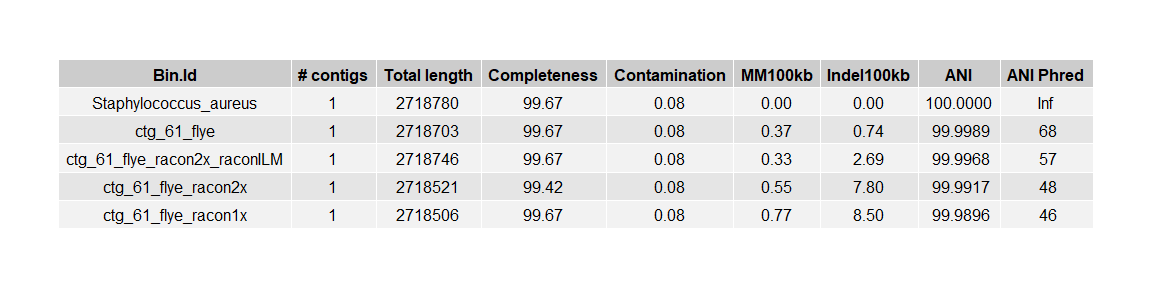 Bin.Id # contigs Total length Completeness Contamination MM100kb Indel100kb ANI ANI Phred
Staphylococcus_aureus 1 2718780 99.67 0.08 0.00 0.00 100.0000 Inf
ctg_61_flye 1 2718703 99.67 0.08 0.37 0.74 99.9989 68
ctg_61_flye_racon2x_raconILM 1 2718746 99.67 0.08 0.33 2.69 99.9968 57
ctg_61_flye_racon2x 1 2718521 99.42 0.08 0.55 7.80 99.9917 48
ctg_61_flye_racon1x 1 2718506 99.67 0.08 0.77 8.50 99.9896 46